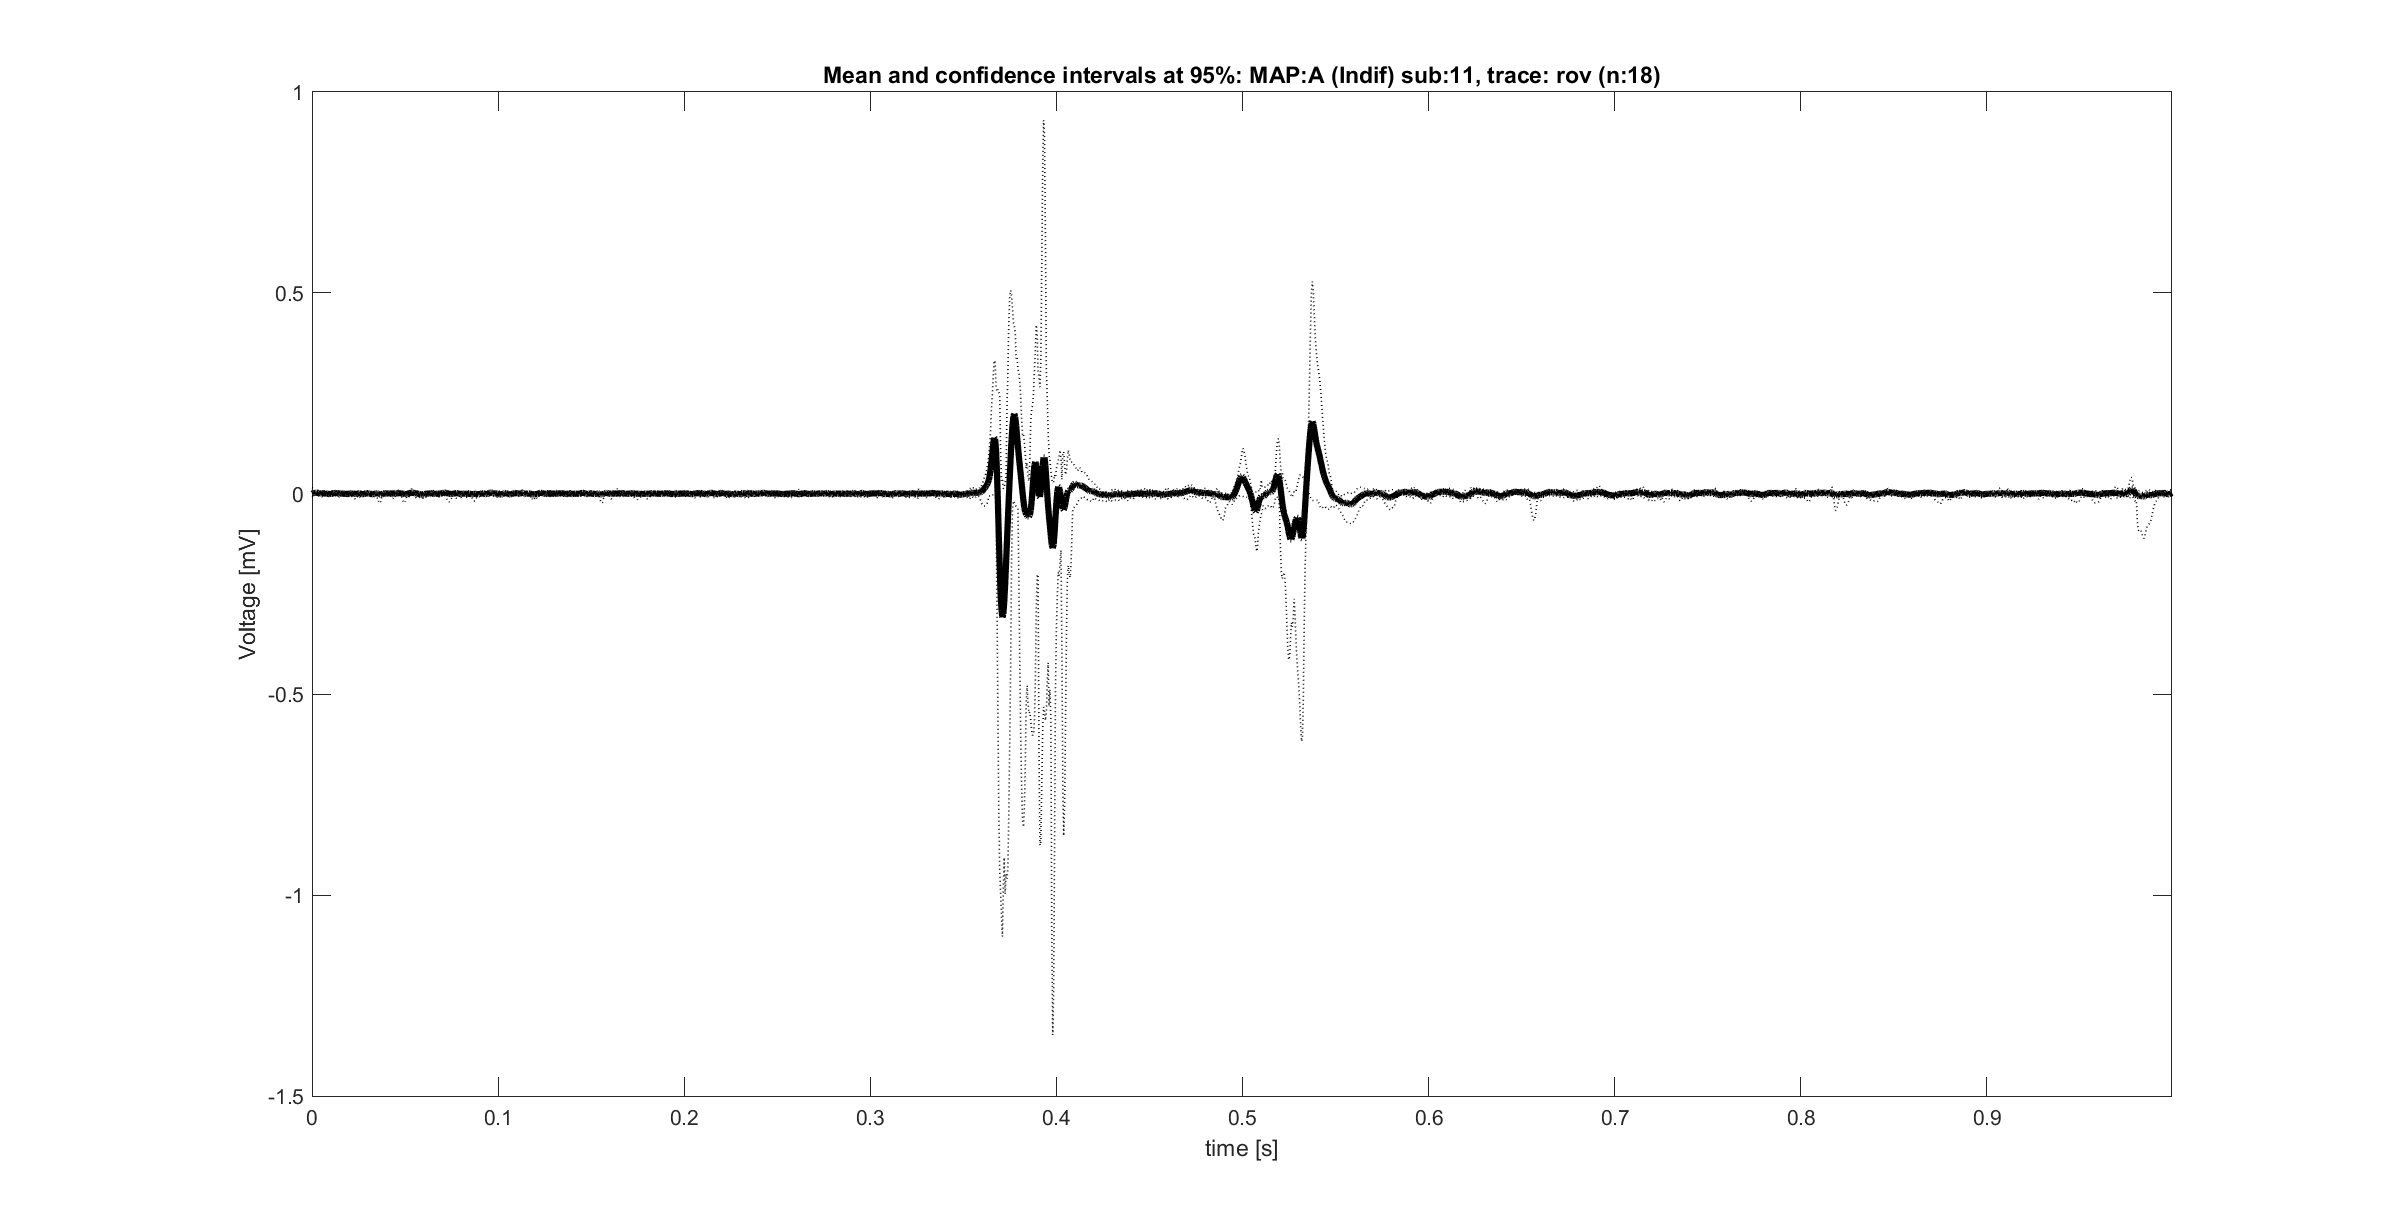 Mean and confidence intervals at 95%: MAP:A (Indif) sub:11, trace: rov (n:18)
1
0.5
0
-0.5
-1
-1.5
Voltage [mV]
0 0.1 0.2 0.3 0.4 0.5 0.6 0.7 0.8 0.9
time [s]